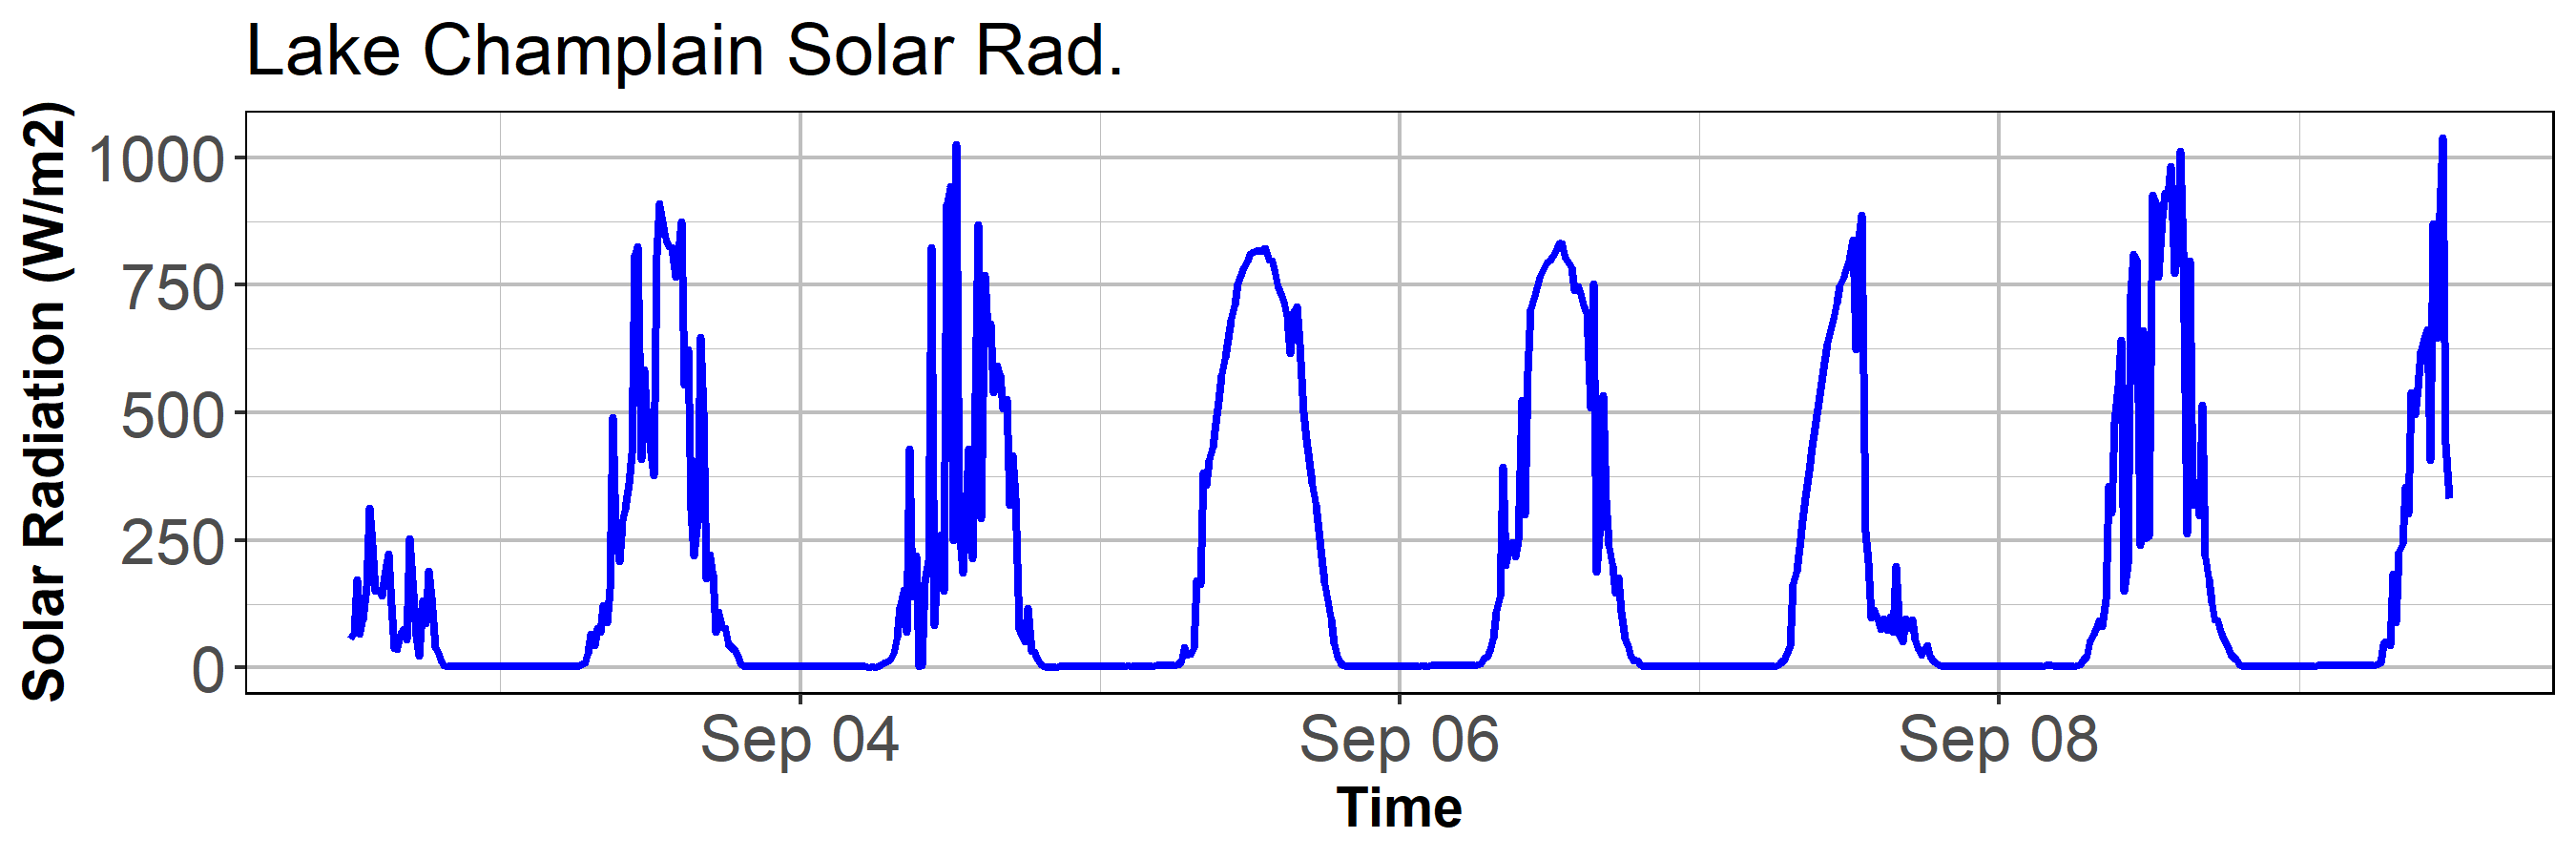 Lake Champlain Solar Rad.
Solar Radiation (W/m2)
1000
750
500
250
0
Sep 04 Sep 06 Sep 08
Time